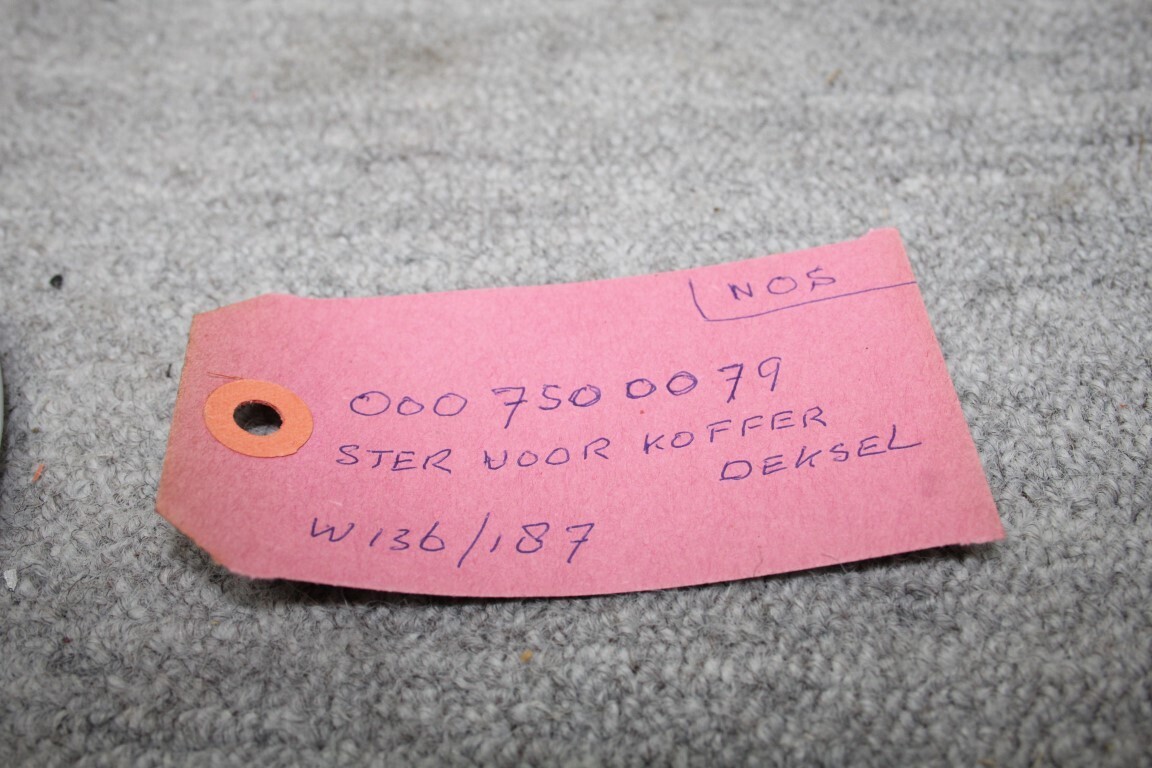 NOS
000 750 00 79
STER VOOR KOFFER
DEKSEL
W136/187